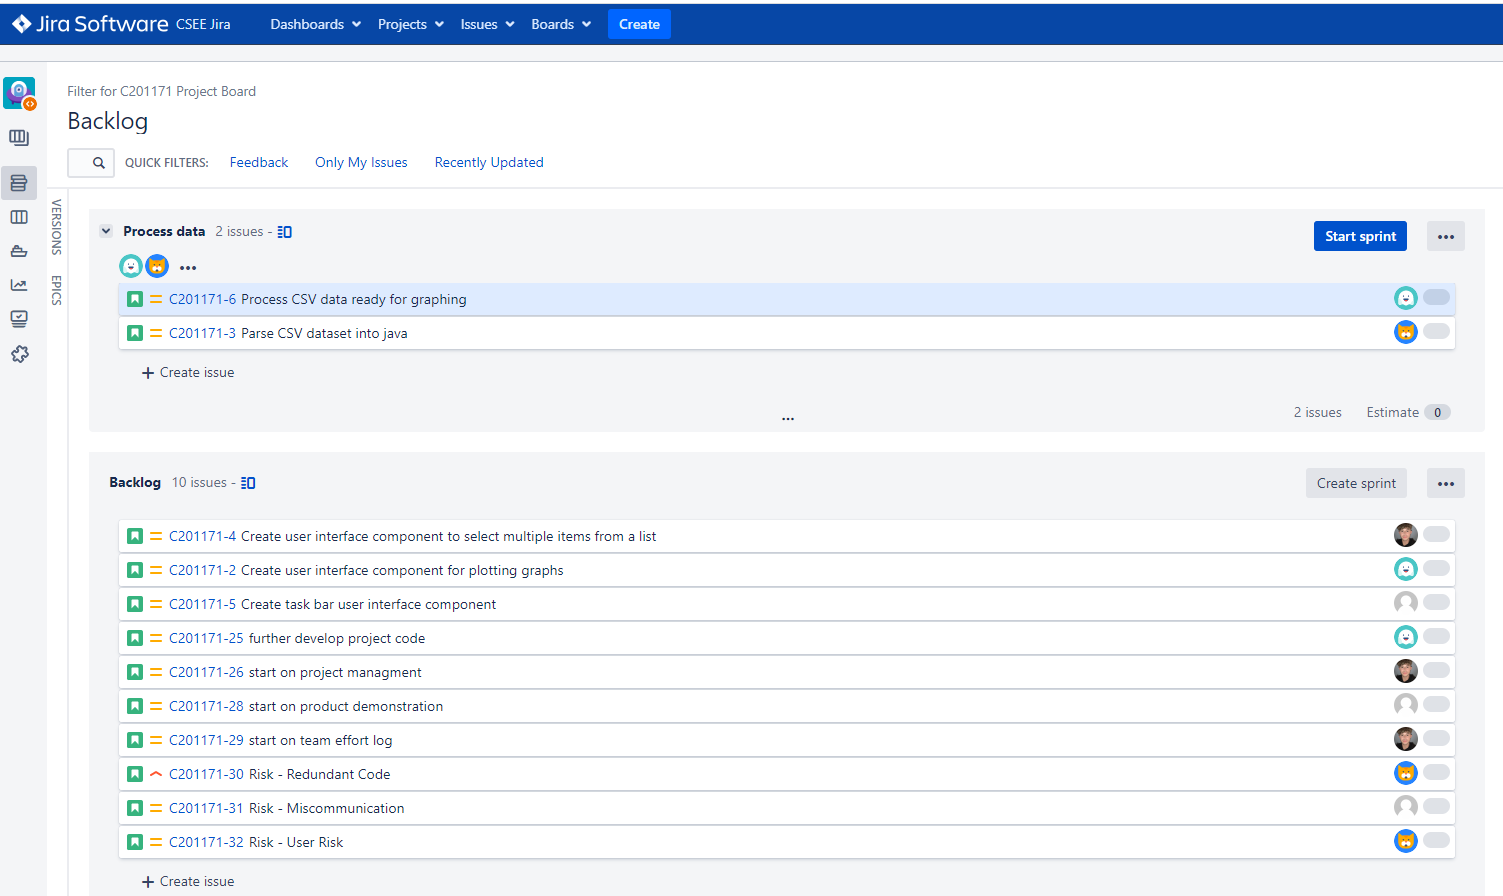 Jira Software CSEE Jira Dashboards Projects Issues Boards Create
Filter for C201171 Project Board
Backlog
QUICK FILTERS: Feedback Only My Issues Recently Updated
VERSIONS
EPICS
Process data 2 issues - Start sprint
C201171-6 Process CSV data ready for graphing
C201171-3 Parse CSV dataset into java
+ Create issue
...
2 issues Estimate 0
Backlog 10 issues - Create sprint
C201171-4 Create user interface component to select multiple items from a list
C201171-2 Create user interface component for plotting graphs
C201171-5 Create task bar user interface component
C201171-25 further develop project code
C201171-26 start on project managment
C201171-28 start on product demonstration
C201171-29 start on team effort log
C201171-30 Risk - Redundant Code
C201171-31 Risk - Miscommunication
C201171-32 Risk - User Risk
+ Create issue